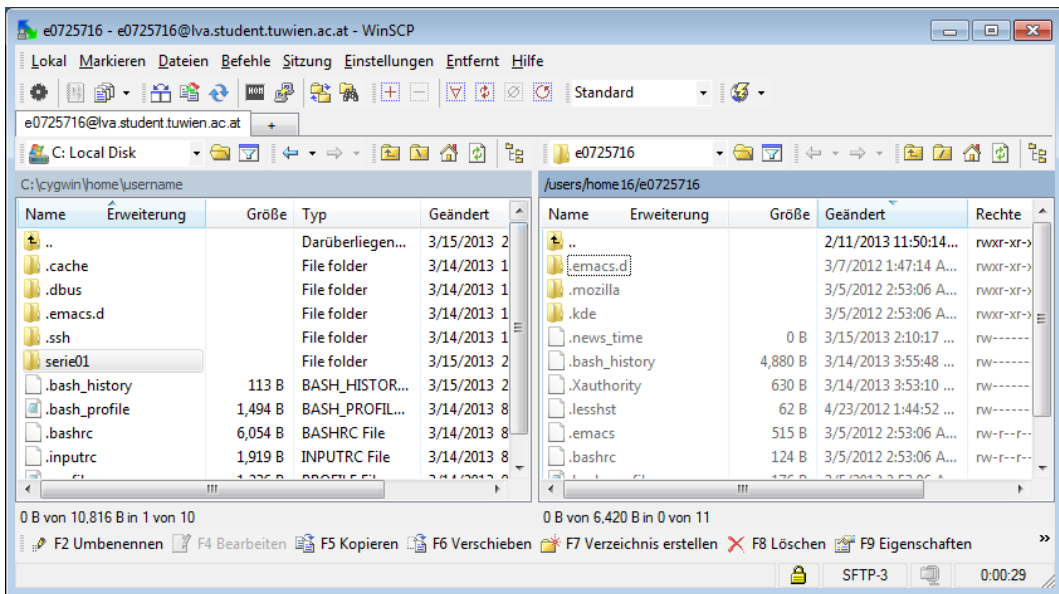 e0725716 - e0725716@lva.student.tuwien.ac.at - WinSCP
Lokal Markieren Dateien Befehle Sitzung Einstellungen Entfernt Hilfe
Standard
e0725716@lva.student.tuwien.ac.at +
C: Local Disk e0725716
C:\cygwin\home\username /users/home16/e0725716
Name Erweiterung Größe Typ Geändert Name Erweiterung Größe Geändert Rechte
.. Darüberliegen... 3/15/2013 2 .. 2/11/2013 11:50:14... rwxr-xr-x
.cache File folder 3/14/2013 1 .emacs.d 3/7/2012 1:47:14 A... rwxr-xr-x
.dbus File folder 3/14/2013 1 .mozilla 3/5/2012 2:53:06 A... rwxr-xr-x
.emacs.d File folder 3/14/2013 1 .kde 3/5/2012 2:53:06 A... rwxr-xr-x
.ssh File folder 3/14/2013 1 .news_time 0 B 3/15/2013 2:10:17 ... rw------
serie01 File folder 3/15/2013 2 .bash_history 4,880 B 3/14/2013 3:55:48 ... rw------
.bash_history 113 B BASH_HISTOR... 3/15/2013 2 .Xauthority 630 B 3/14/2013 3:53:10 ... rw------
.bash_profile 1,494 B BASH_PROFIL... 3/14/2013 8 .lesshst 62 B 4/23/2012 1:44:52 ... rw------
.bashrc 6,054 B BASHRC File 3/14/2013 8 .emacs 515 B 3/5/2012 2:53:06 A... rw-r--r--
.inputrc 1,919 B INPUTRC File 3/14/2013 8 .bashrc 124 B 3/5/2012 2:53:06 A... rw-r--r--
0 B von 10,816 B in 1 von 10 0 B von 6,420 B in 0 von 11
F2 Umbenennen F4 Bearbeiten F5 Kopieren F6 Verschieben F7 Verzeichnis erstellen F8 Löschen F9 Eigenschaften »
SFTP-3 0:00:29